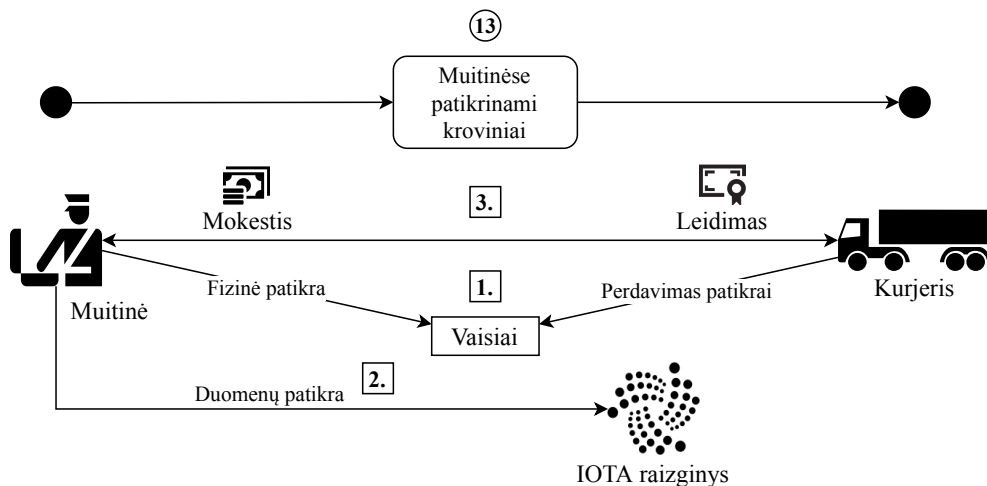 13
Muitinėse
patikrinami
kroviniai
Mokestis
3.
Leidimas
Fizinė patikra
1.
Perdavimas patikrai
Muitinė
Vaisiai
Kurjeris
Duomenų patikra
2.
IOTA raizginys